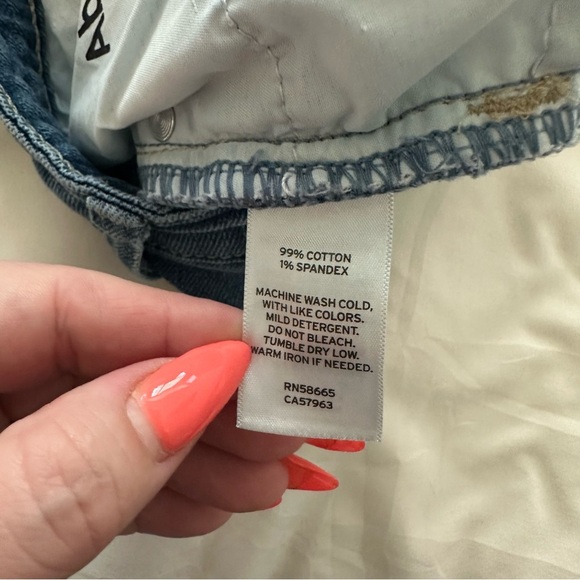 Ab
99% COTTON
1% SPANDEX
MACHINE WASH COLD,
WITH LIKE COLORS.
MILD DETERGENT.
DO NOT BLEACH.
TUMBLE DRY LOW.
WARM IRON IF NEEDED.
RN58665
CA57963